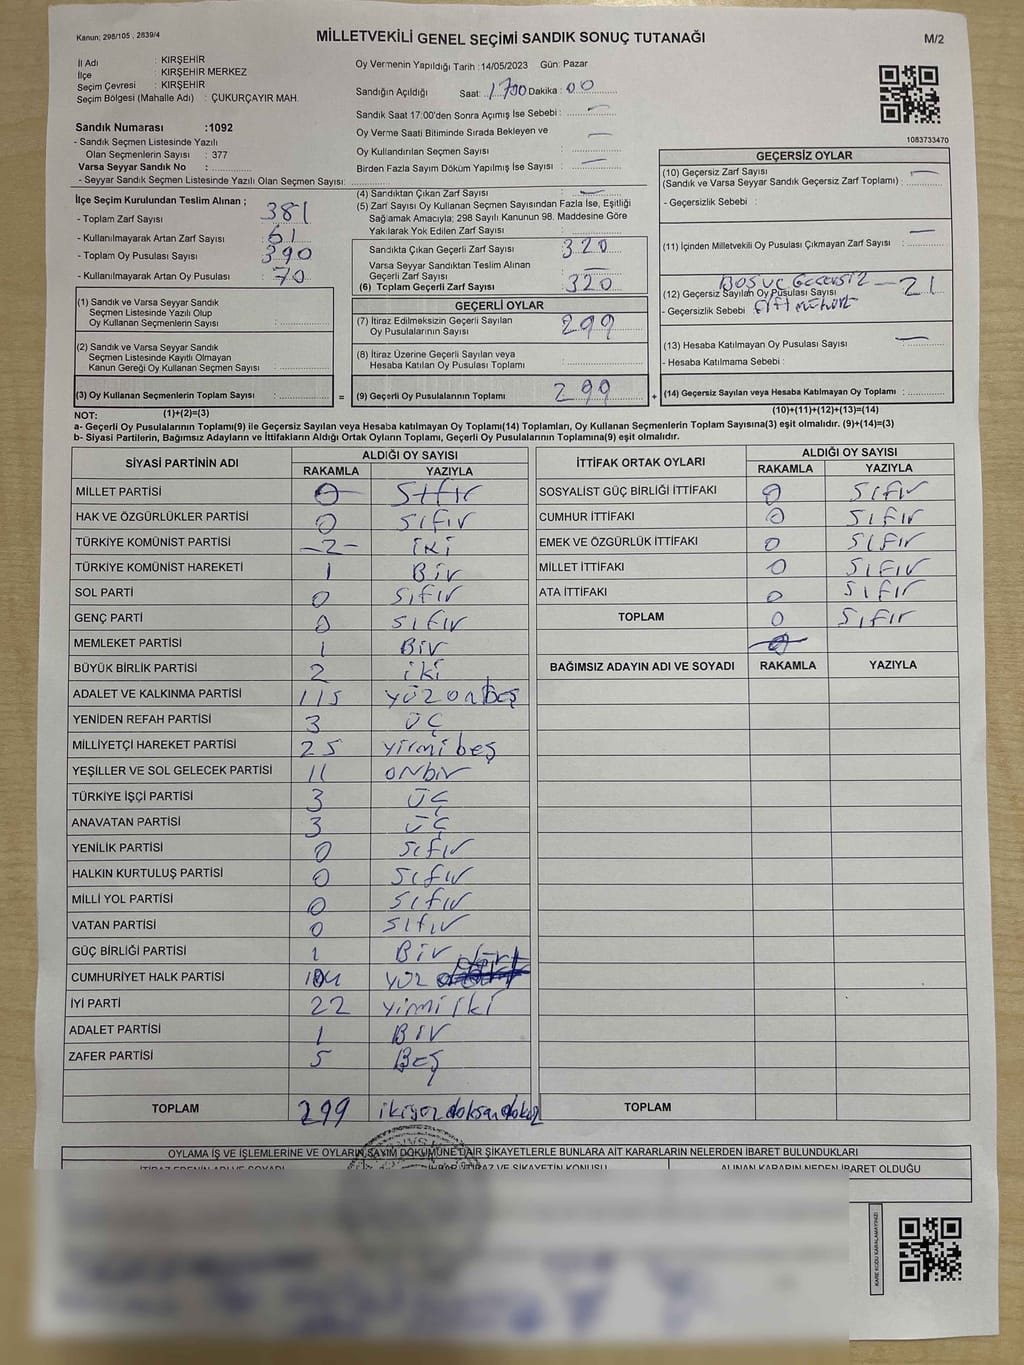 Kanun; 298/105 , 2839/4
MİLLETVEKİLİ GENEL SEÇİMİ SANDIK SONUÇ TUTANAĞI
M/2
İl Adı : KIRŞEHİR
İlçe : KIRŞEHİR MERKEZ
Seçim Çevresi : KIRŞEHİR
Seçim Bölgesi (Mahalle Adı) : ÇUKURÇAYIR MAH.
Sandık Numarası :1092
- Sandık Seçmen Listesinde Yazılı
Olan Seçmenlerin Sayısı : 377
Varsa Seyyar Sandık No :
- Seyyar Sandık Seçmen Listesinde Yazılı Olan Seçmen Sayısı:
Oy Vermenin Yapıldığı Tarih :14/05/2023 Gün: Pazar
Sandığın Açıldığı Saat: 1700 Dakika : 00
Sandık Saat 17:00'den Sonra Açımış İse Sebebi : —
Oy Verme Saati Bitiminde Sırada Bekleyen ve
Oy Kullandırılan Seçmen Sayısı —
Birden Fazla Sayım Döküm Yapılmış İse Sayısı : —
1083733470
İlçe Seçim Kurulundan Teslim Alınan ;
- Toplam Zarf Sayısı : 381
- Kullanılmayarak Artan Zarf Sayısı : 61
- Toplam Oy Pusulası Sayısı : 390
- Kullanılmayarak Artan Oy Pusulası : 70
(4) Sandıktan Çıkan Zarf Sayısı : —
(5) Zarf Sayısı Oy Kullanan Seçmen Sayısından Fazla İse, Eşitliği
Sağlamak Amacıyla; 298 Sayılı Kanunun 98. Maddesine Göre
Yakılarak Yok Edilen Zarf Sayısı :
Sandıkta Çıkan Geçerli Zarf Sayısı : 320
Varsa Seyyar Sandıktan Teslim Alınan
Geçerli Zarf Sayısı : —
(6) Toplam Geçerli Zarf Sayısı : 320
GEÇERSİZ OYLAR
(10) Geçersiz Zarf Sayısı
(Sandık ve Varsa Seyyar Sandık Geçersiz Zarf Toplamı) : —
- Geçersizlik Sebebi :
(11) İçinden Milletvekili Oy Pusulası Çıkmayan Zarf Sayısı : —
(12) Geçersiz Sayılan Oy Pusulası Sayısı — 21
- Geçersizlik Sebebi
(13) Hesaba Katılmayan Oy Pusulası Sayısı : —
- Hesaba Katılmama Sebebi :
(14) Geçersiz Sayılan veya Hesaba Katılmayan Oy Toplamı :
(1) Sandık ve Varsa Seyyar Sandık
Seçmen Listesinde Yazılı Olup
Oy Kullanan Seçmenlerin Sayısı :
(2) Sandık ve Varsa Seyyar Sandık
Seçmen Listesinde Kayıtlı Olmayan
Kanun Gereği Oy Kullanan Seçmen Sayısı :
(3) Oy Kullanan Seçmenlerin Toplam Sayısı :
=
GEÇERLİ OYLAR
(7) İtiraz Edilmeksizin Geçerli Sayılan
Oy Pusulalarının Sayısı : 299
(8) İtiraz Üzerine Geçerli Sayılan veya
Hesaba Katılan Oy Pusulası Toplamı :
(9) Geçerli Oy Pusulalarının Toplamı : 299
+
NOT: (1)+(2)=(3)
(10)+(11)+(12)+(13)=(14)
a- Geçerli Oy Pusulalarının Toplamı(9) ile Geçersiz Sayılan veya Hesaba katılmayan Oy Toplamı(14) Toplamları, Oy Kullanan Seçmenlerin Toplam Sayısına(3) eşit olmalıdır. (9)+(14)=(3)
b- Siyasi Partilerin, Bağımsız Adayların ve İttifakların Aldığı Ortak Oyların Toplamı, Geçerli Oy Pusulalarının Toplamına(9) eşit olmalıdır.
SİYASİ PARTİNİN ADI
ALDIĞI OY SAYISI
RAKAMLA YAZIYLA
MİLLET PARTİSİ 0 Sıfır
HAK VE ÖZGÜRLÜKLER PARTİSİ 0 Sıfır
TÜRKİYE KOMÜNİST PARTİSİ -2- iki
TÜRKİYE KOMÜNİST HAREKETİ 1 Bir
SOL PARTİ 0 Sıfır
GENÇ PARTİ 0 Sıfır
MEMLEKET PARTİSİ 1 Bir
BÜYÜK BİRLİK PARTİSİ 2 iki
ADALET VE KALKINMA PARTİSİ 115 yüz on Beş
YENİDEN REFAH PARTİSİ 3 ÜÇ
MİLLİYETÇİ HAREKET PARTİSİ 25 yirmi beş
YEŞİLLER VE SOL GELECEK PARTİSİ 11 onbir
TÜRKİYE İŞÇİ PARTİSİ 3 ÜÇ
ANAVATAN PARTİSİ 3 ÜÇ
YENİLİK PARTİSİ 0 Sıfır
HALKIN KURTULUŞ PARTİSİ 0 Sıfır
MİLLİ YOL PARTİSİ 0 Sıfır
VATAN PARTİSİ 0 Sıfır
GÜÇ BİRLİĞİ PARTİSİ 1 Bir
CUMHURİYET HALK PARTİSİ 104 yüz dört
İYİ PARTİ 22 yirmi iki
ADALET PARTİSİ 1 Bir
ZAFER PARTİSİ 5 BEŞ
TOPLAM 299 ikiyüz doksan dokuz
İTTİFAK ORTAK OYLARI
ALDIĞI OY SAYISI
RAKAMLA YAZIYLA
SOSYALİST GÜÇ BİRLİĞİ İTTİFAKI 0 Sıfır
CUMHUR İTTİFAKI 0 Sıfır
EMEK VE ÖZGÜRLÜK İTTİFAKI 0 Sıfır
MİLLET İTTİFAKI 0 Sıfır
ATA İTTİFAKI 0 Sıfır
TOPLAM 0 Sıfır
BAĞIMSIZ ADAYIN ADI VE SOYADI RAKAMLA YAZIYLA
TOPLAM
OYLAMA İŞ VE İŞLEMLERİNE VE OYLARIN SAYIM DÖKÜMÜNE DAİR ŞİKAYETLERLE BUNLARA AİT KARARLARIN NELERDEN İBARET BULUNDUKLARI
İTİRAZ EDENİN ADI VE SOYADI
İHBAR İTİRAZ VE ŞİKAYETİN KONUSU
ALINAN KARARIN NEDEN İBARET OLDUĞU
KARE KODU KARALAMAYINIZ!